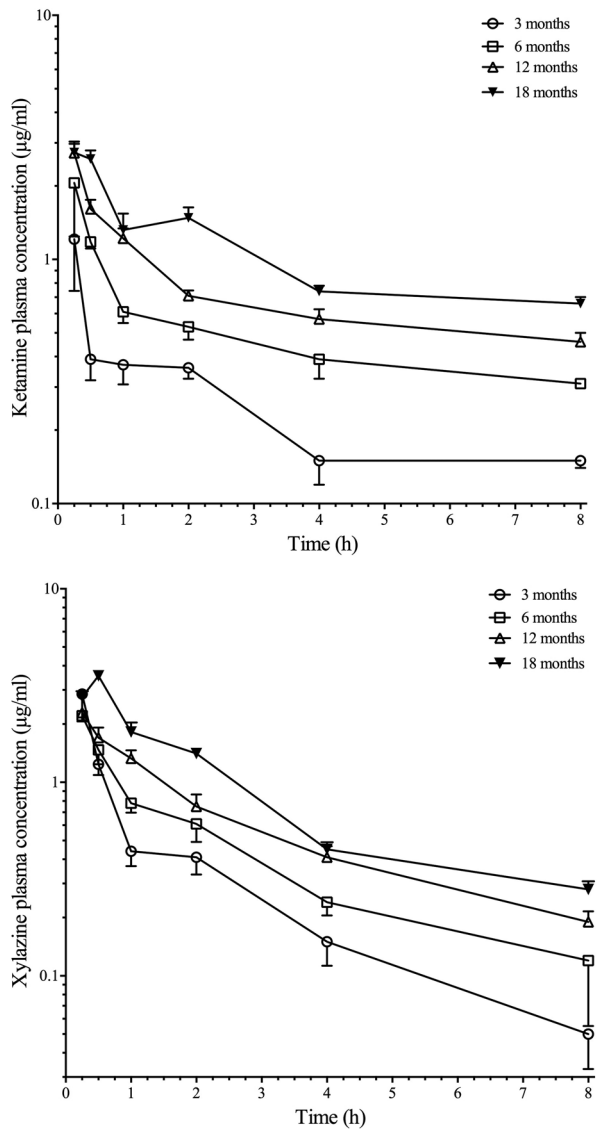 10
3 months
6 months
12 months
18 months
Ketamine plasma concentration (μg/ml)
1
0.1
0 1 2 3 4 5 6 7 8
Time (h)
10
3 months
6 months
12 months
18 months
Xylazine plasma concentration (μg/ml)
1
0.1
0 1 2 3 4 5 6 7 8
Time (h)